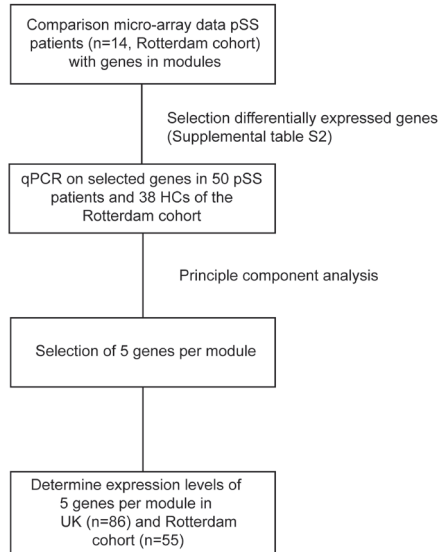 Comparison micro-array data pSS
patients (n=14, Rotterdam cohort)
with genes in modules
Selection differentially expressed genes
(Supplemental table S2)
qPCR on selected genes in 50 pSS
patients and 38 HCs of the
Rotterdam cohort
Principle component analysis
Selection of 5 genes per module
Determine expression levels of
5 genes per module in
UK (n=86) and Rotterdam
cohort (n=55)